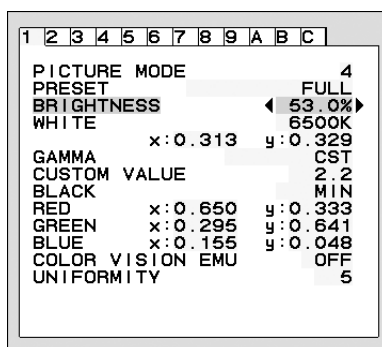 1 2 3 4 5 6 7 8 9 A B C
PICTURE MODE 4
PRESET FULL
BRIGHTNESS 53.0%
WHITE 6500K
x:0.313 y:0.329
GAMMA CST
CUSTOM VALUE 2.2
BLACK MIN
RED x:0.650 y:0.333
GREEN x:0.295 y:0.641
BLUE x:0.155 y:0.048
COLOR VISION EMU OFF
UNIFORMITY 5